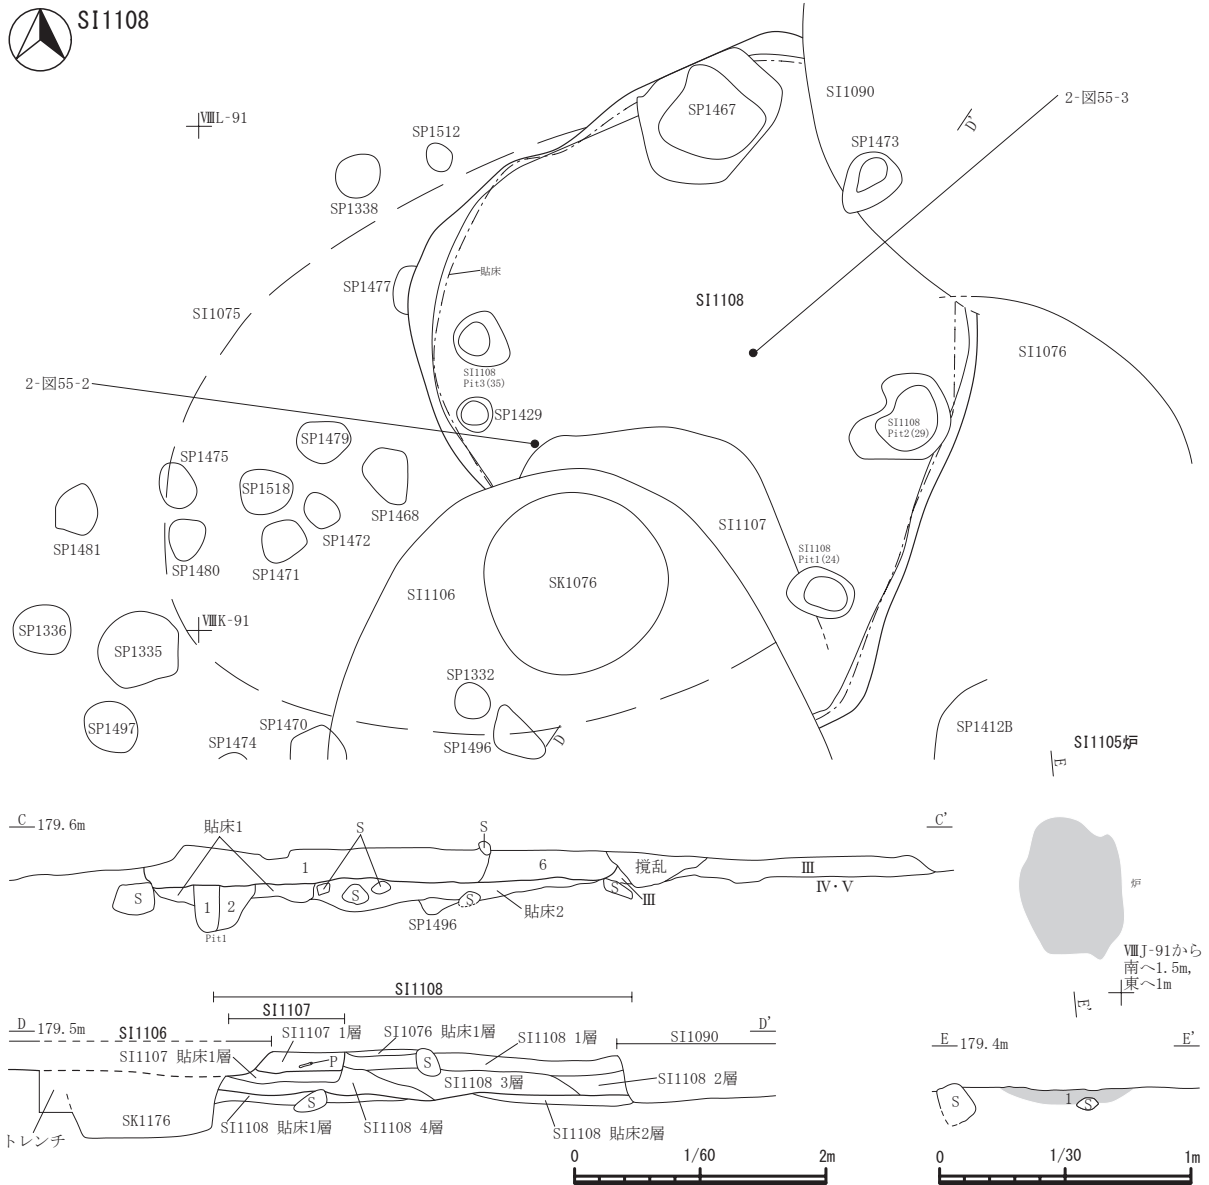 SI1108
ⅧL-91
SP1512
SP1338
SP1467
SI1090
2-図55-3
D'
SP1473
SP1477
貼床
SI1075
SI1108
SI1108
Pit3(35)
SP1429
SI1076
2-図55-2
SI1108
Pit2(29)
SP1479
SP1475
SP1518
SP1468
SP1472
SP1481
SP1480
SP1471
SI1107
SI1108
Pit1(24)
SI1106
SK1076
ⅧK-91
SP1336
SP1335
SP1332
SP1497
SP1470
SP1474
SP1496
D
SP1412B
SI1105炉
E
炉
ⅧJ-91から
南へ1.5m,
東へ1m
E'
C 179.6m
C'
貼床1
S
S
1
6
撹乱
Ⅲ
Ⅳ・Ⅴ
S
1
2
S
S
S
Ⅲ
Pit1
SP1496
貼床2
SI1108
SI1107
D 179.5m
SI1106
D'
SI1107 1層
SI1076 貼床1層
SI1108 1層
SI1090
SI1107 貼床1層
P
S
SI1108 3層
SI1108 2層
S
SK1176
トレンチ
SI1108 貼床1層
SI1108 4層
SI1108 貼床2層
E 179.4m
E'
S
1
S
0
1/60
2m
0
1/30
1m